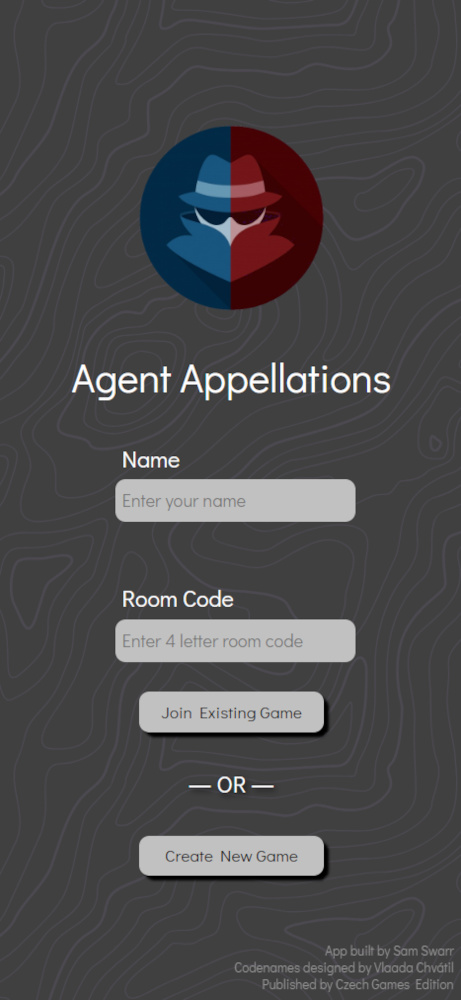 Agent Appellations
Name
Enter your name
Room Code
Enter 4 letter room code
Join Existing Game
— OR —
Create New Game
App built by Sam Swarr
Codenames designed by Vlaada Chvátil
Published by Czech Games Edition